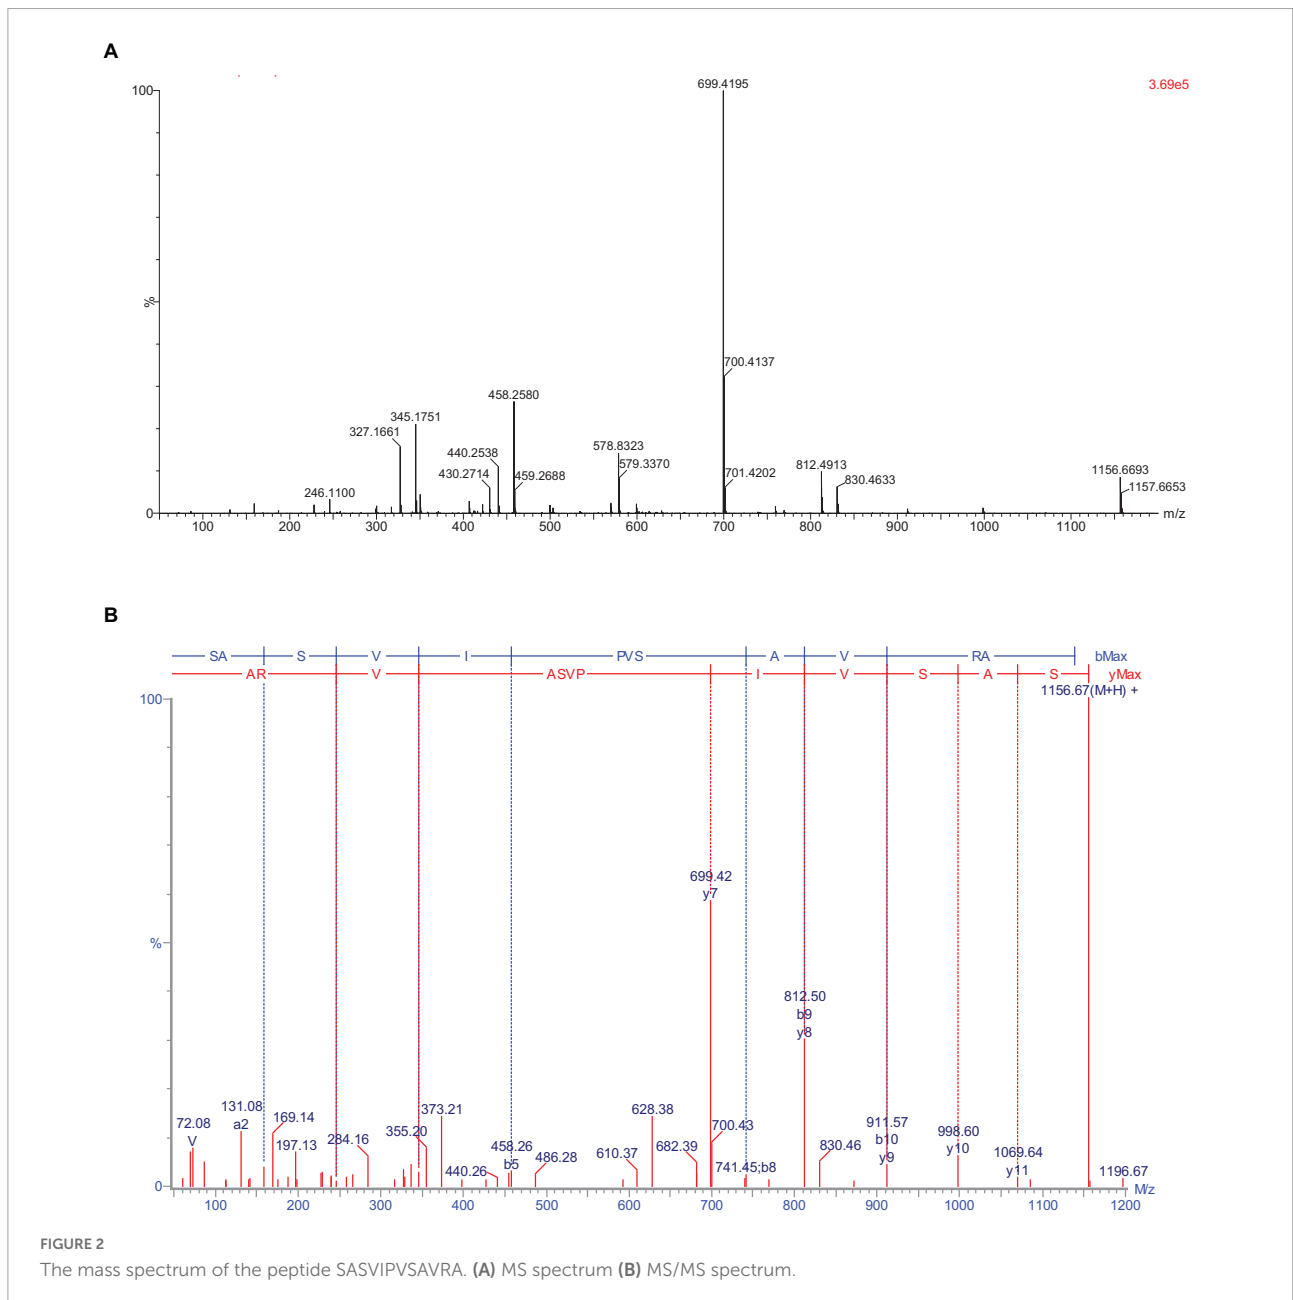 A
3.69e5
699.4195
100
700.4137
%
458.2580
345.1751
327.1661
440.2538
578.8323
430.2714
459.2688
579.3370
701.4202
812.4913
830.4633
1156.6693
1157.6653
246.1100
0
100 200 300 400 500 600 700 800 900 1000 1100
m/z
B
SA S V I PVS A V RA bMax
AR V ASVP I V S A S yMax
1156.67(M+H) +
100
699.42
y7
%
812.50
b9
y8
72.08
V
131.08
a2
169.14
197.13
284.16
355.20
373.21
440.26
458.26
b5
486.28
610.37
628.38
682.39
700.43
741.45;b8
830.46
911.57
b10
y9
998.60
y10
1069.64
y11
1196.67
0
M/z
100 200 300 400 500 600 700 800 900 1000 1100 1200
FIGURE 2
The mass spectrum of the peptide SASVIPVSAVRA. (A) MS spectrum (B) MS/MS spectrum.